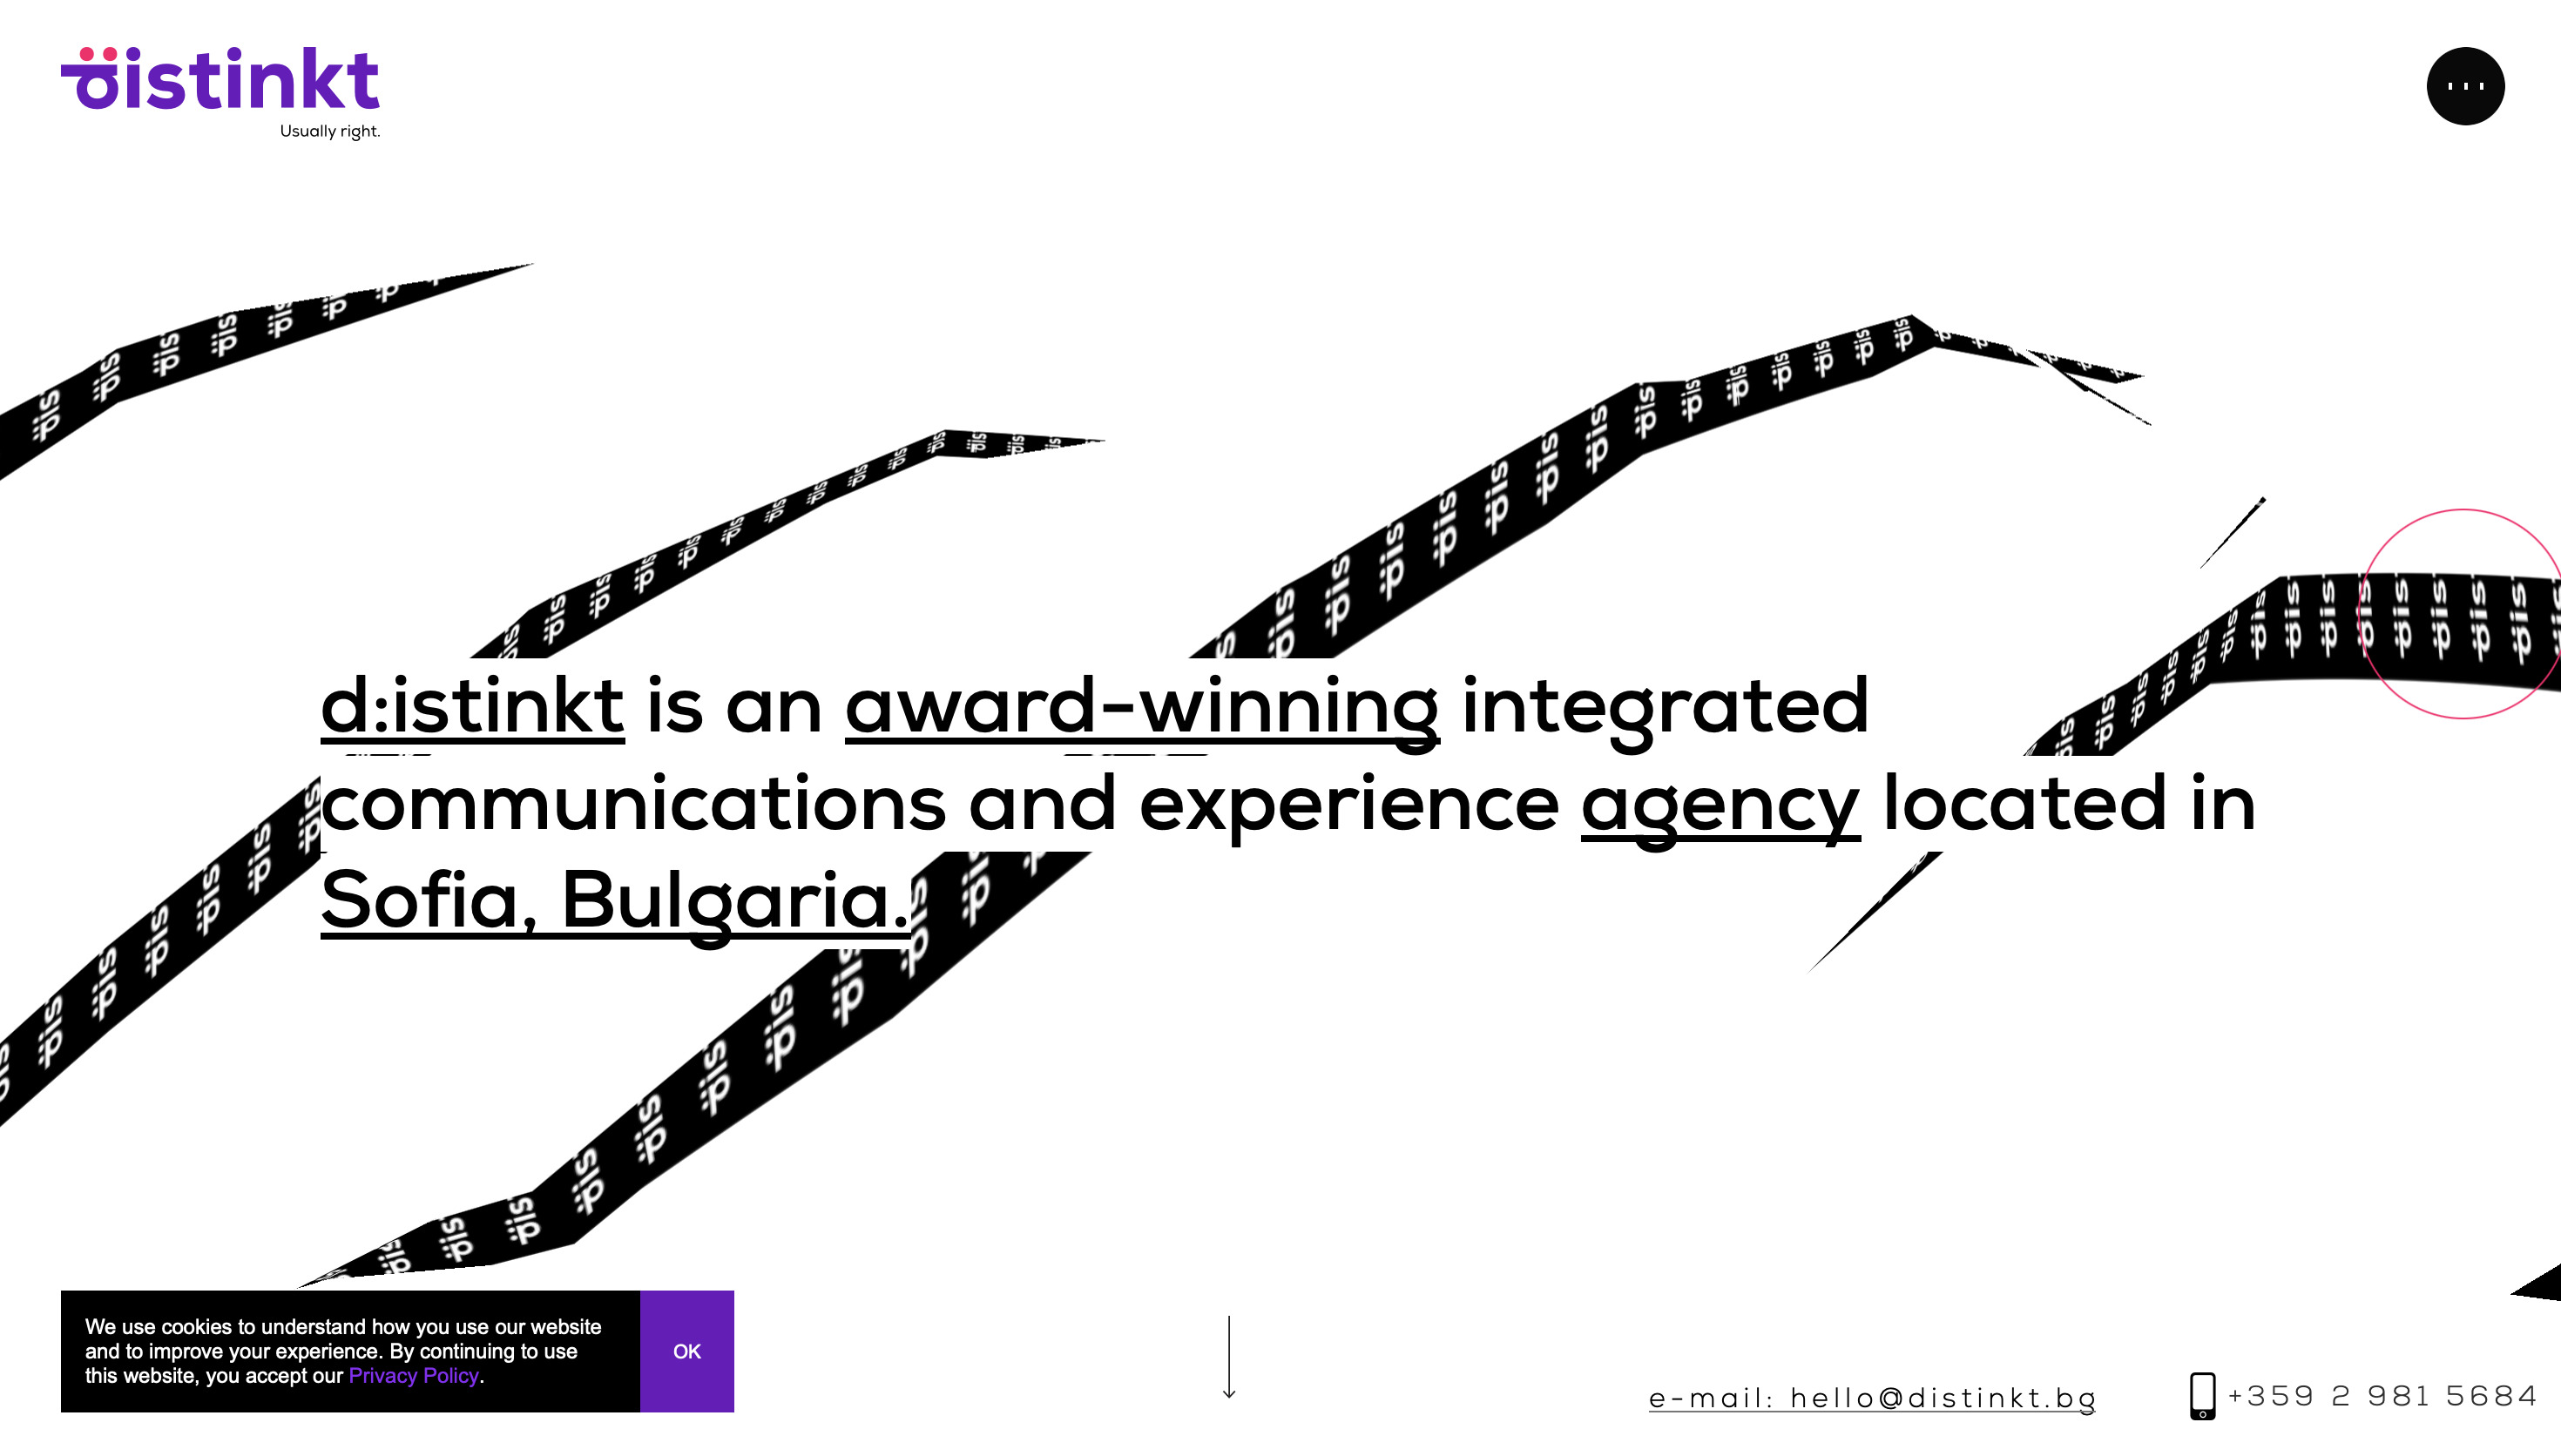 d:istinkt
Usually right.
d:istinkt is an award-winning integrated
communications and experience agency located in
Sofia, Bulgaria.
We use cookies to understand how you use our website
and to improve your experience. By continuing to use
this website, you accept our Privacy Policy.
OK
e-mail: hello@distinkt.bg
+359 2 981 5684